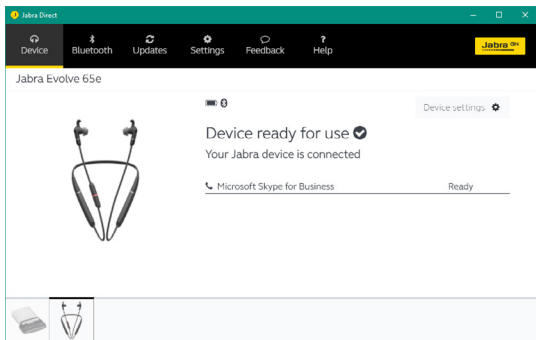 Jabra Direct
Device Bluetooth Updates Settings Feedback Help
Jabra GN
Jabra Evolve 65e
Device settings
Device ready for use
Your Jabra device is connected
Microsoft Skype for Business Ready